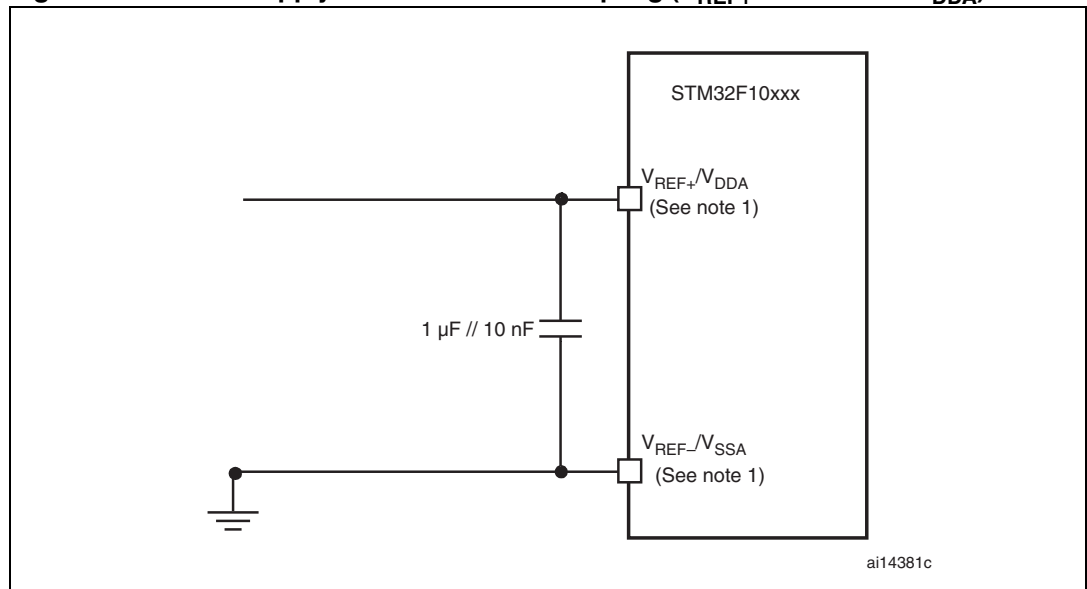 STM32F10xxx
VREF+/VDDA
(See note 1)
1 µF // 10 nF
VREF–/VSSA
(See note 1)
ai14381c